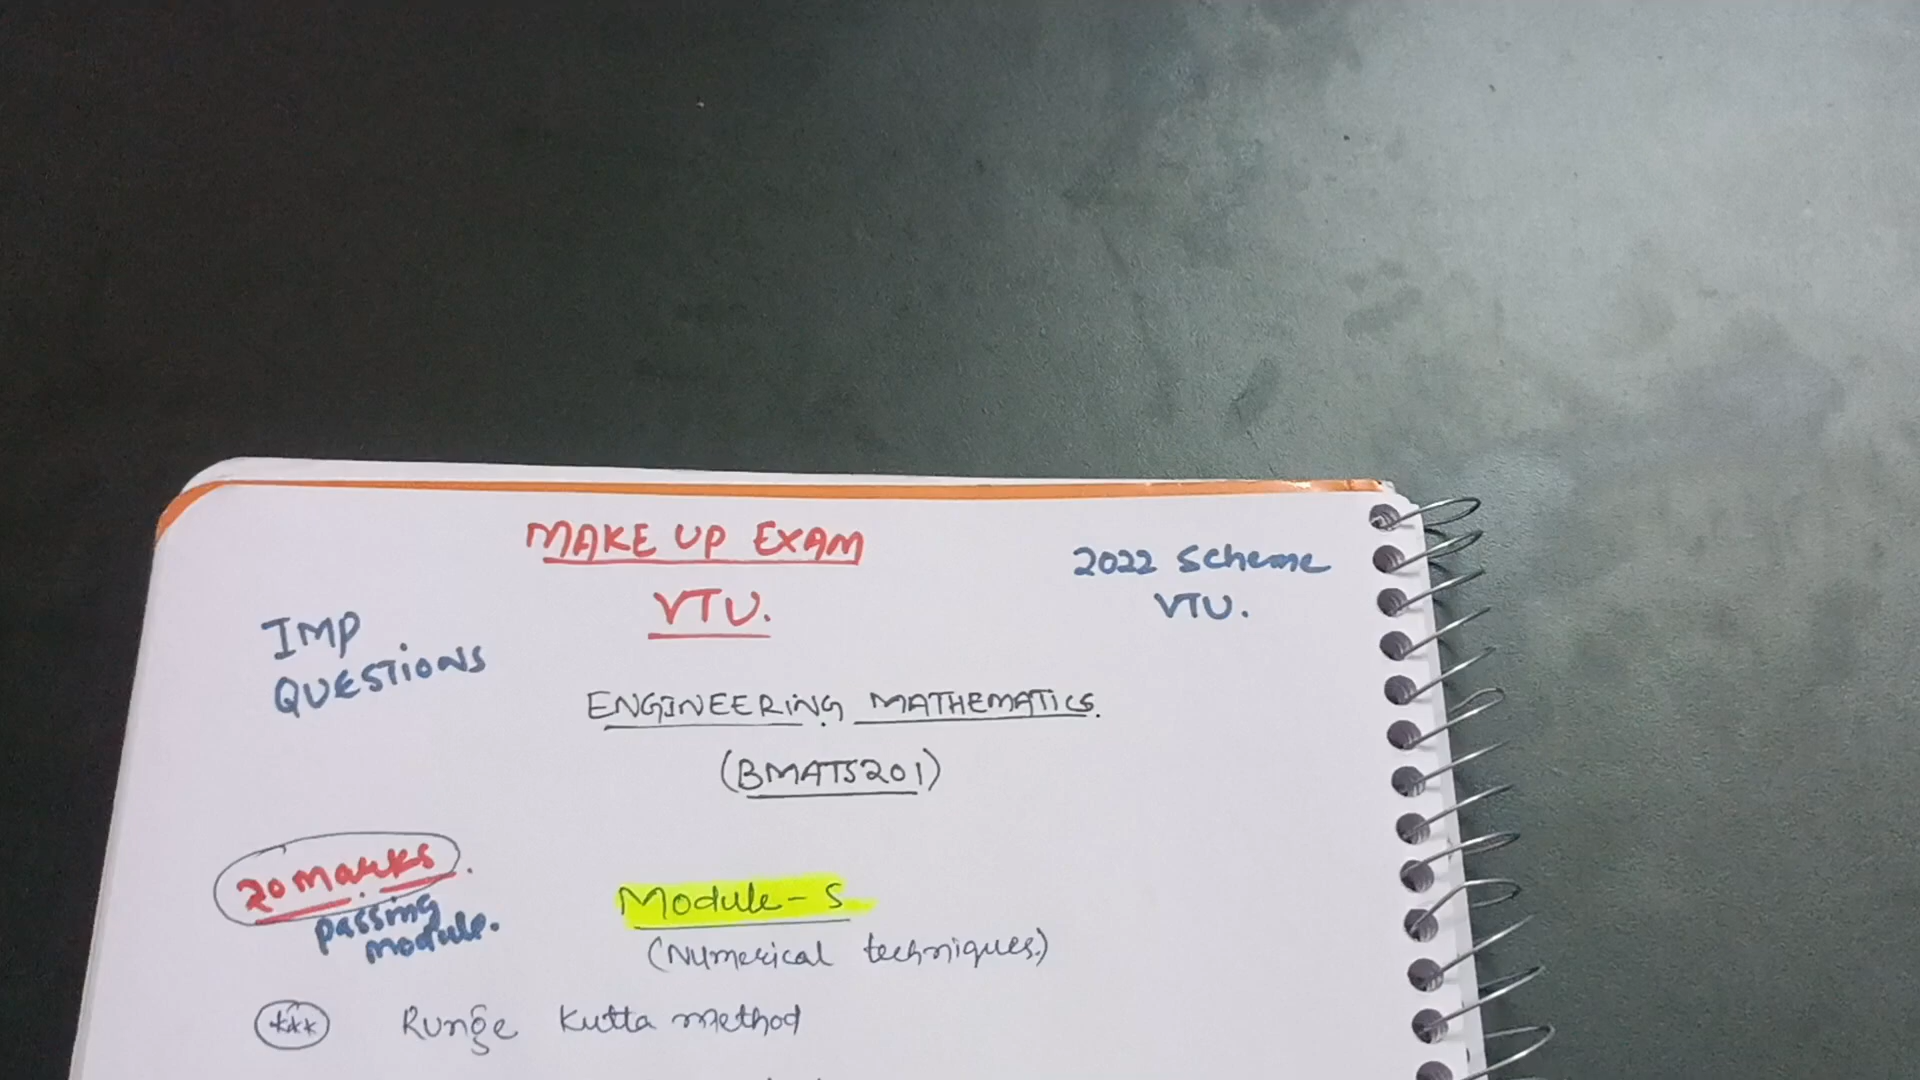 MAKE UP EXAM
VTU.
2022 Scheme
VTU.
IMP
QUESTIONS
ENGINEERING MATHEMATICS.
(BMATS201)
20 marks.
passing
module.
Module-5
(Numerical techniques)
*** Runge Kutta method